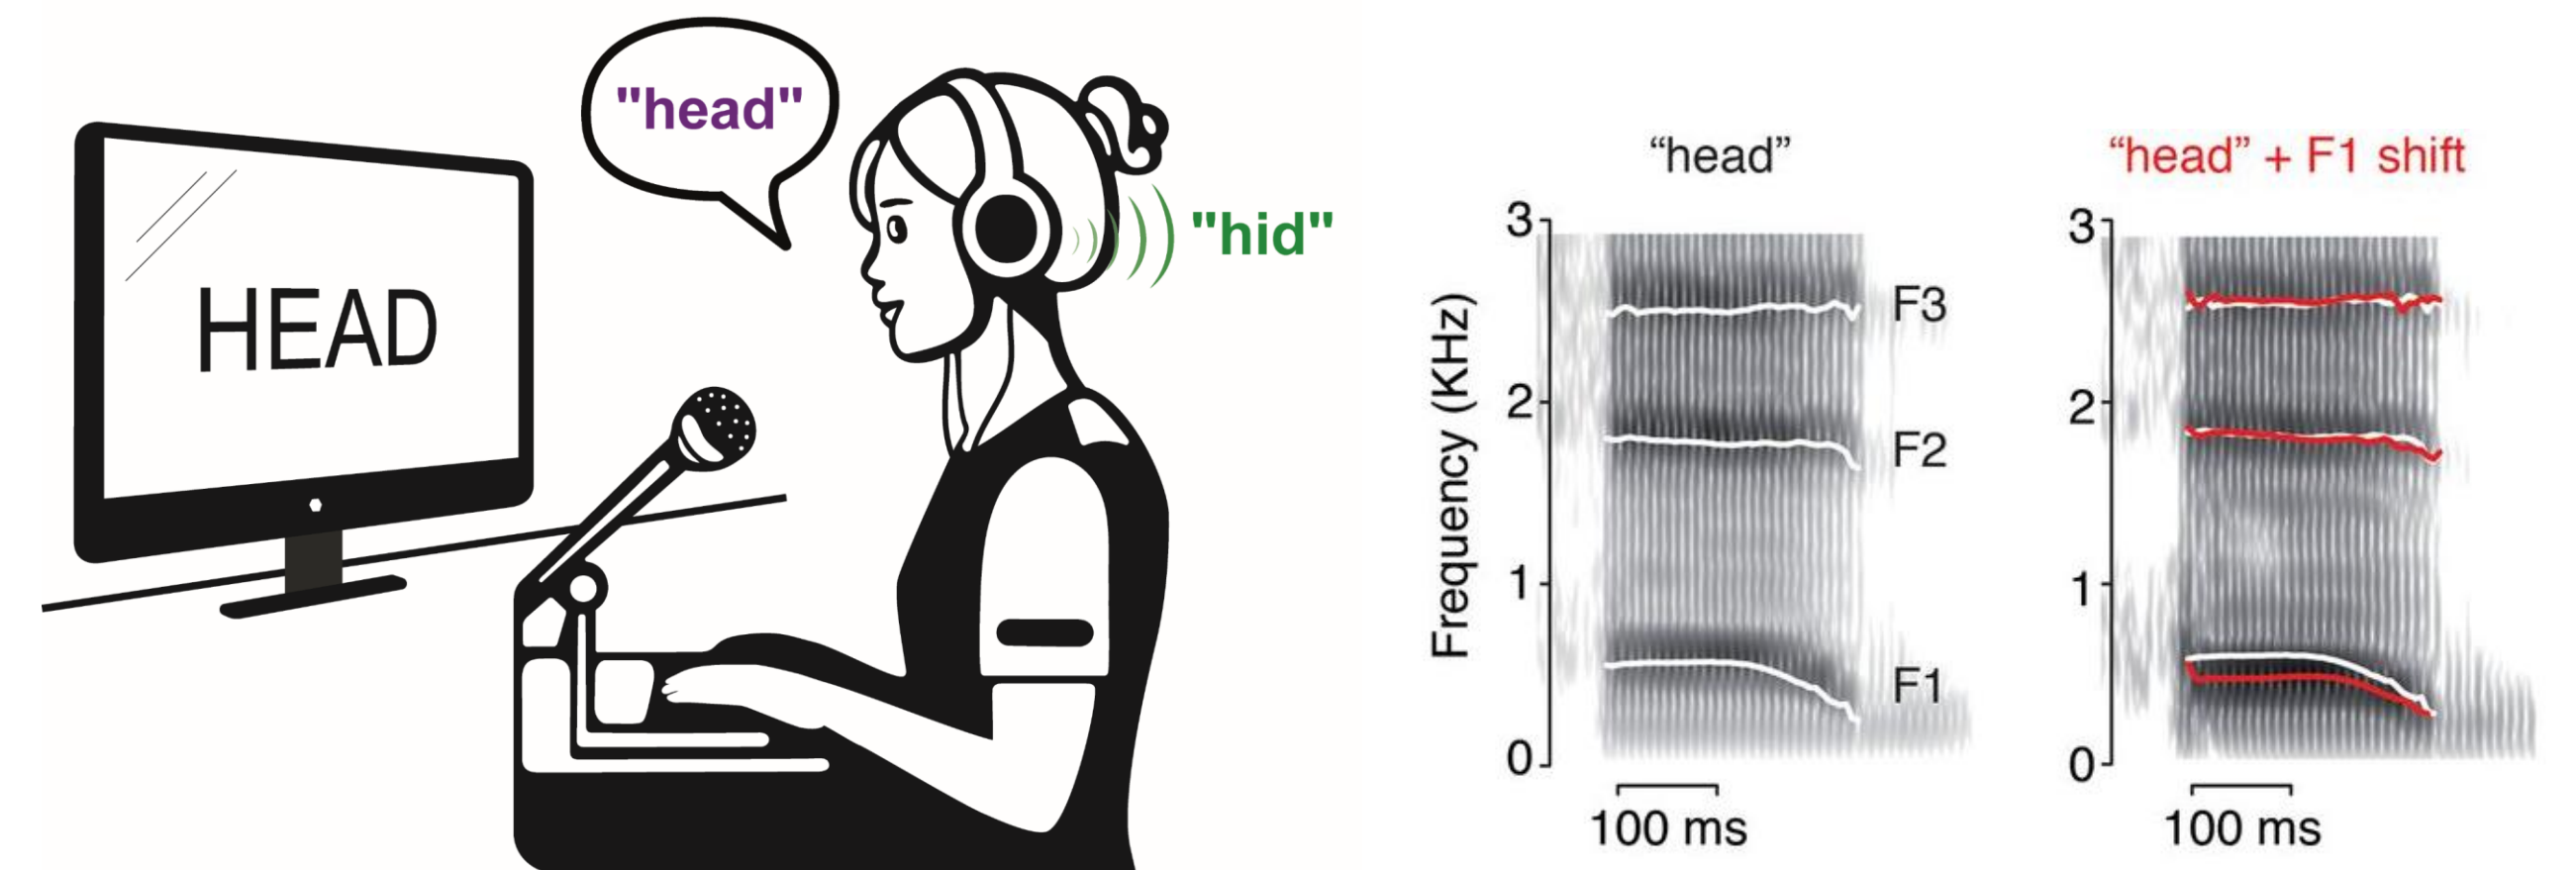 HEAD
"head"
"hid"
“head”
Frequency (KHz)
3
2
1
0
F3
F2
F1
100 ms
“head” + F1 shift
3
2
1
0
100 ms